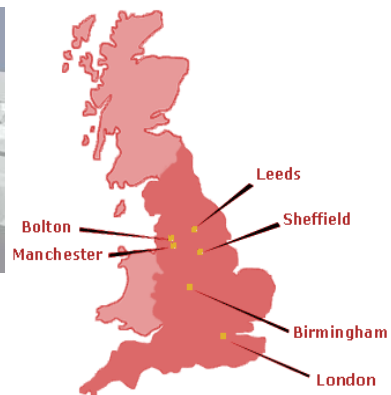 Leeds
Sheffield
Bolton
Manchester
Birmingham
London